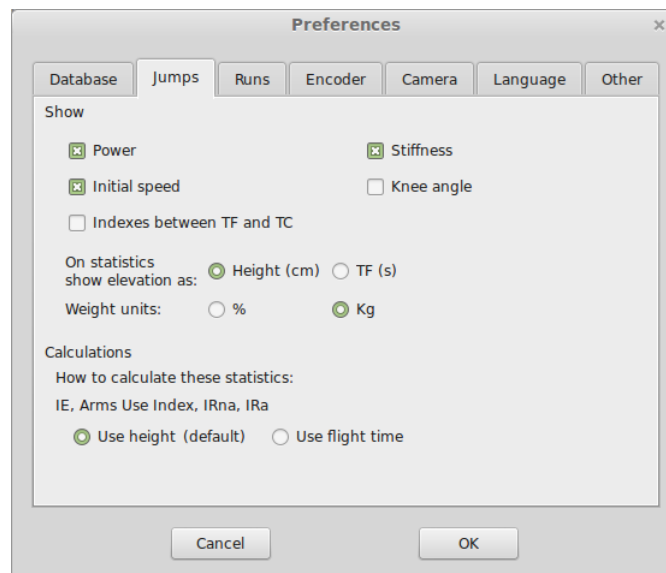 Preferences ×
Database Jumps Runs Encoder Camera Language Other
Show
Power Stiffness
Initial speed Knee angle
Indexes between TF and TC
On statistics
show elevation as: Height (cm) TF (s)
Weight units: % Kg
Calculations
How to calculate these statistics:
IE, Arms Use Index, IRna, IRa
Use height (default) Use flight time
Cancel OK